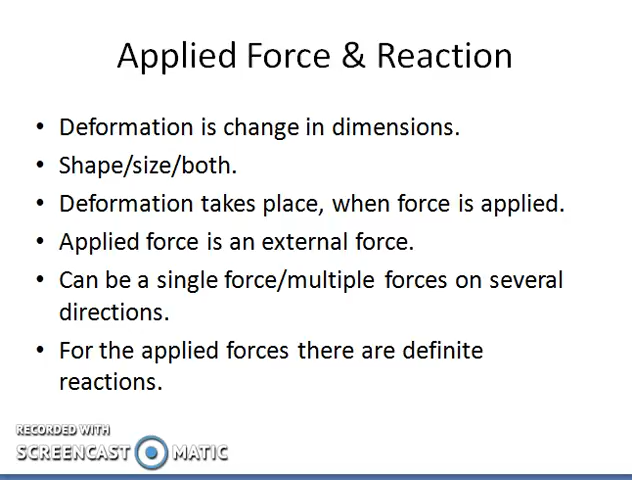 Applied Force & Reaction
• Deformation is change in dimensions.
• Shape/size/both.
• Deformation takes place, when force is applied.
• Applied force is an external force.
• Can be a single force/multiple forces on several
directions.
• For the applied forces there are definite
reactions.
RECORDED WITH
SCREENCAST MATIC